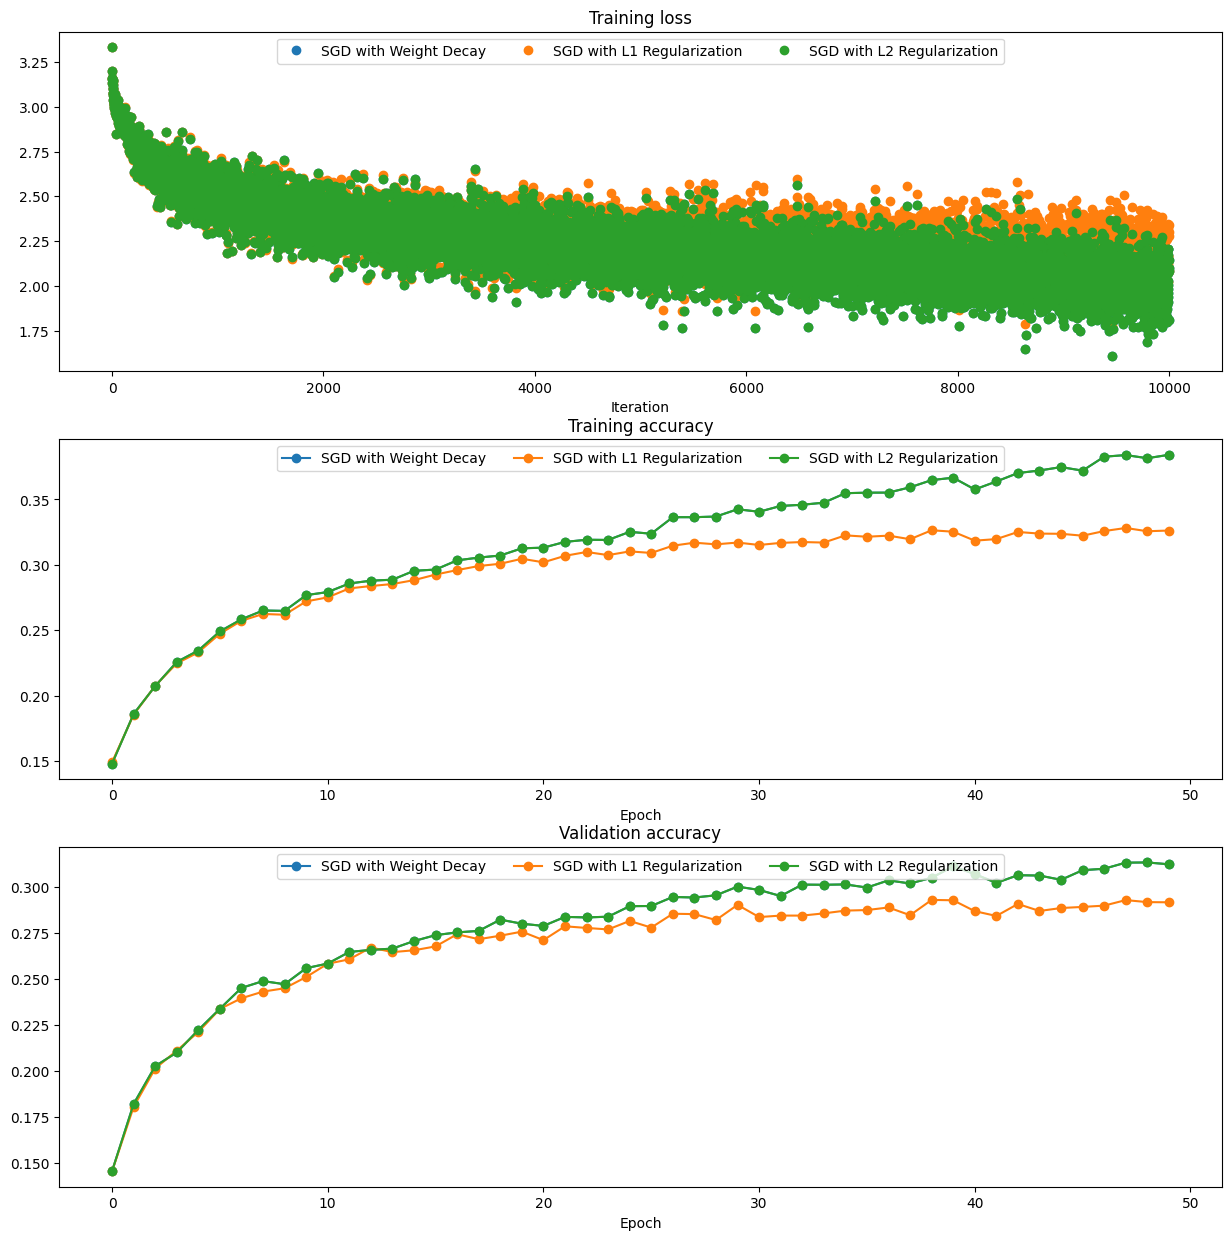 Training loss
SGD with Weight Decay SGD with L1 Regularization SGD with L2 Regularization
3.25
3.00
2.75
2.50
2.25
2.00
1.75
0 2000 4000 6000 8000 10000
Iteration
Training accuracy
SGD with Weight Decay SGD with L1 Regularization SGD with L2 Regularization
0.35
0.30
0.25
0.20
0.15
0 10 20 30 40 50
Epoch
Validation accuracy
SGD with Weight Decay SGD with L1 Regularization SGD with L2 Regularization
0.300
0.275
0.250
0.225
0.200
0.175
0.150
0 10 20 30 40 50
Epoch